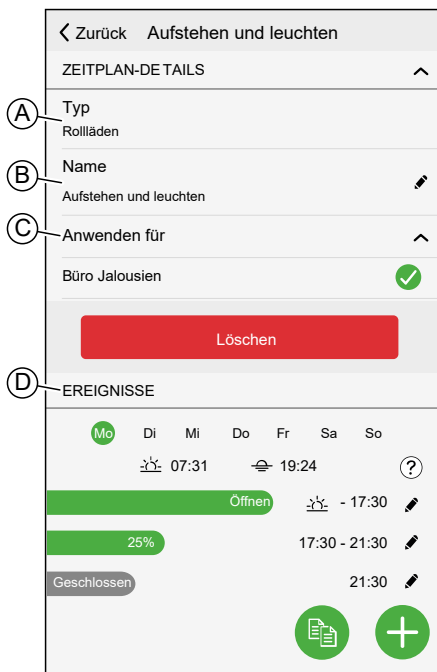 Zurück Aufstehen und leuchten
ZEITPLAN-DETAILS
A
Typ
Rollläden
B
Name
Aufstehen und leuchten
C
Anwenden für
Büro Jalousien
Löschen
D
EREIGNISSE
Mo Di Mi Do Fr Sa So
07:31 19:24 ?
Öffnen - 17:30
25% 17:30 - 21:30
Geschlossen 21:30